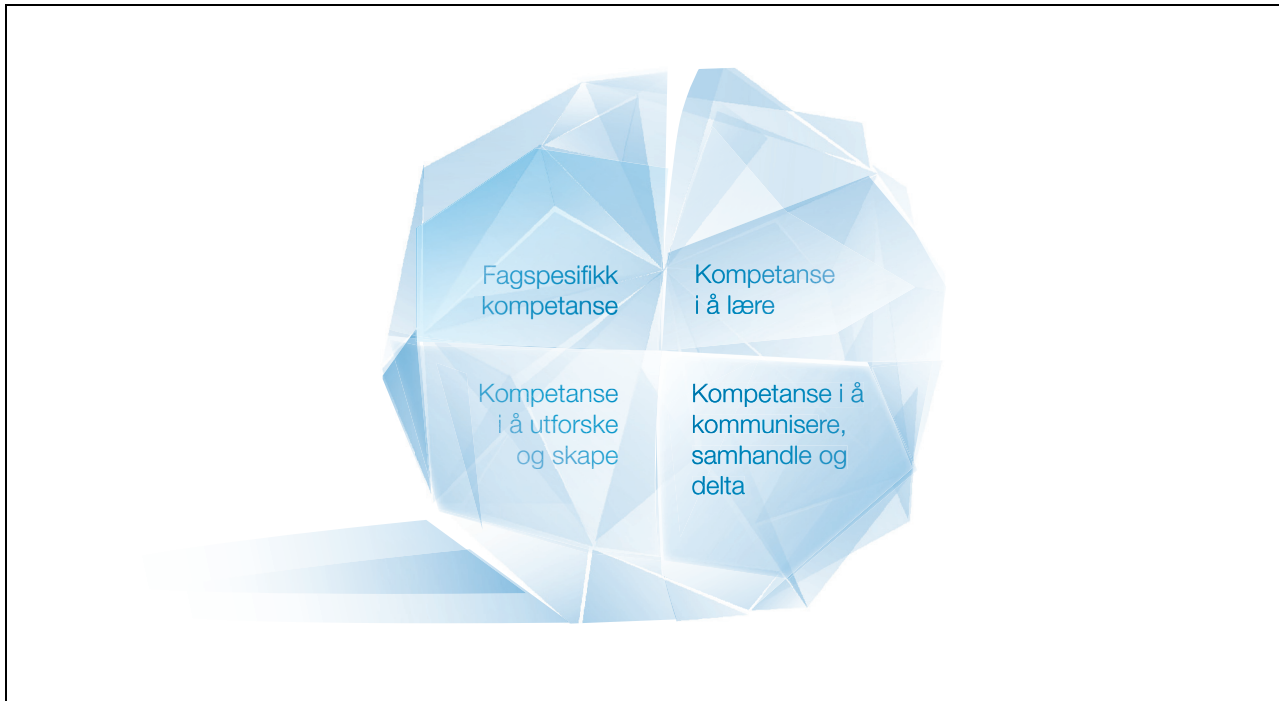 Fagspesifikk
kompetanse
Kompetanse
i å lære
Kompetanse
i å utforske
og skape
Kompetanse i å
kommunisere,
samhandle og
delta